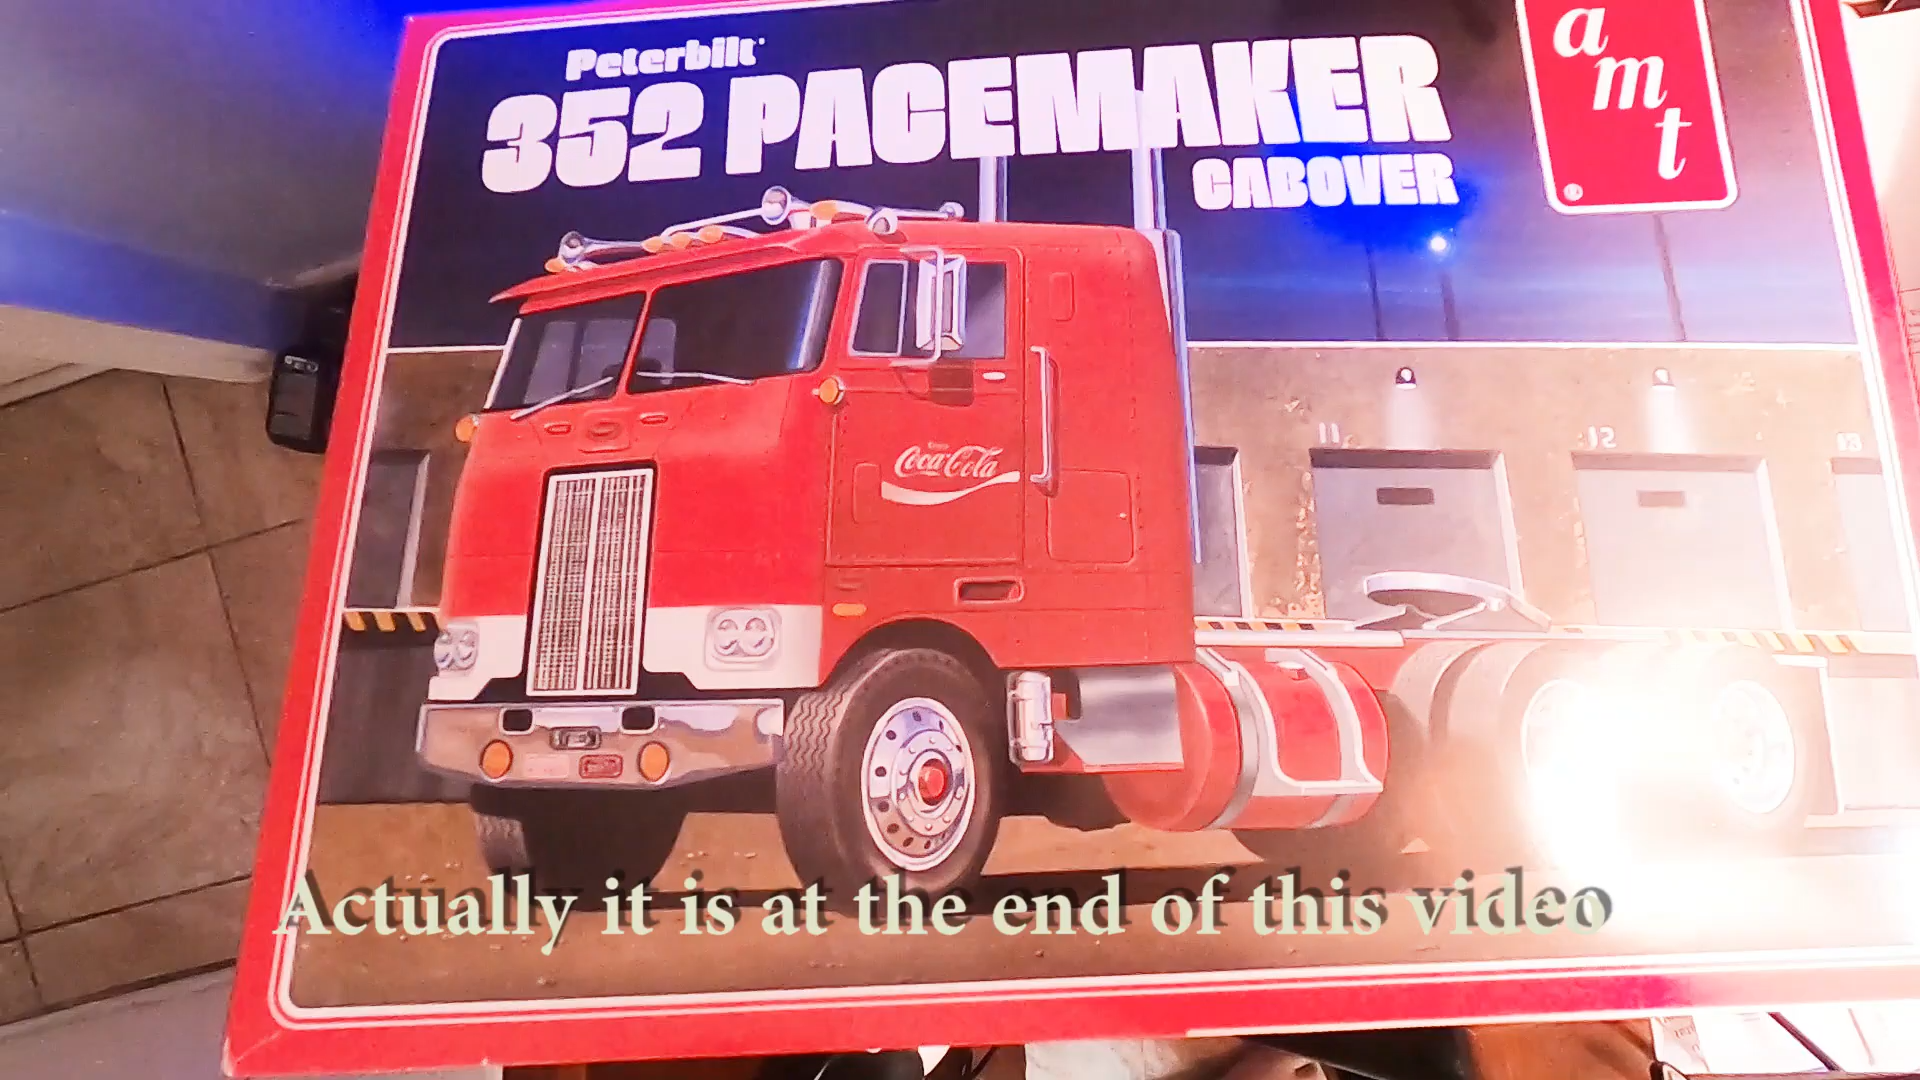 Peterbilt
352 PACEMAKER
CABOVER
amt
Coca-Cola
11
12
13
Actually it is at the end of this video